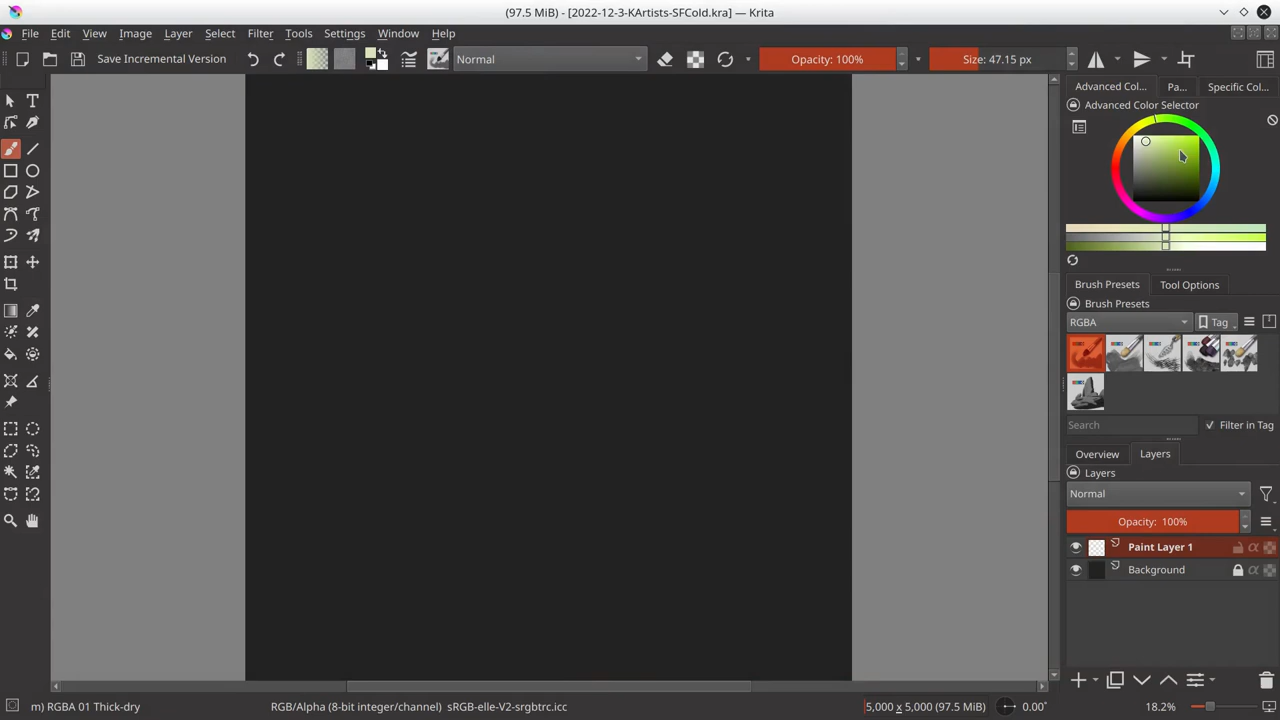 (97.5 MiB) - [2022-12-3-KArtists-SFCold.kra] — Krita
File Edit View Image Layer Select Filter Tools Settings Window Help
Save Incremental Version Normal Opacity: 100% Size: 47.15 px
Advanced Col... Pa... Specific Col...
Advanced Color Selector
Brush Presets Tool Options
Brush Presets
RGBA Tag
Search Filter in Tag
Overview Layers
Layers
Normal
Opacity: 100%
Paint Layer 1
Background
m) RGBA 01 Thick-dry RGB/Alpha (8-bit integer/channel) sRGB-elle-V2-srgbtrc.icc 5,000 x 5,000 (97.5 MiB) 0.00° 18.2%